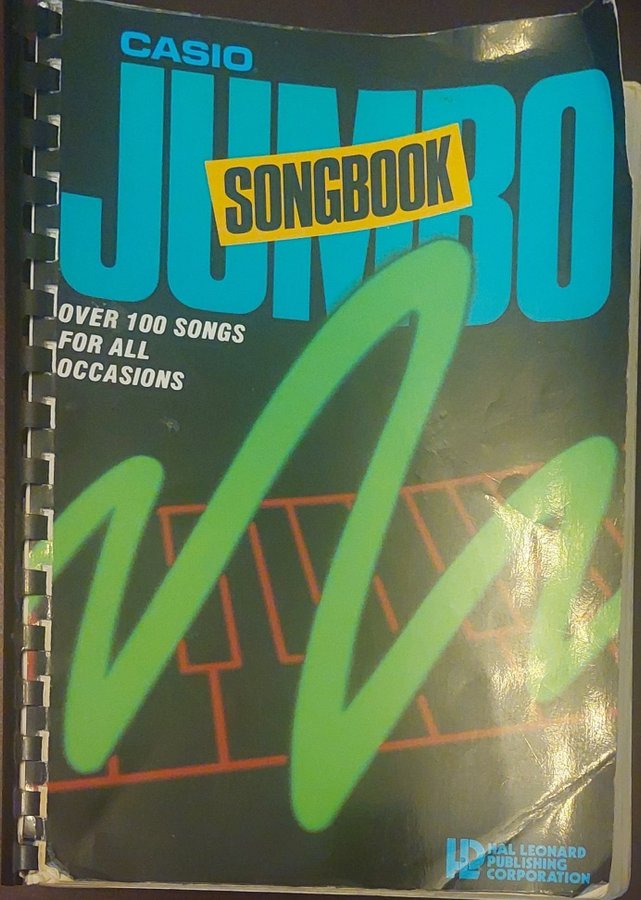 CASIO
JUMBO
SONGBOOK
OVER 100 SONGS
FOR ALL
OCCASIONS
HL HAL LEONARD
PUBLISHING
CORPORATION